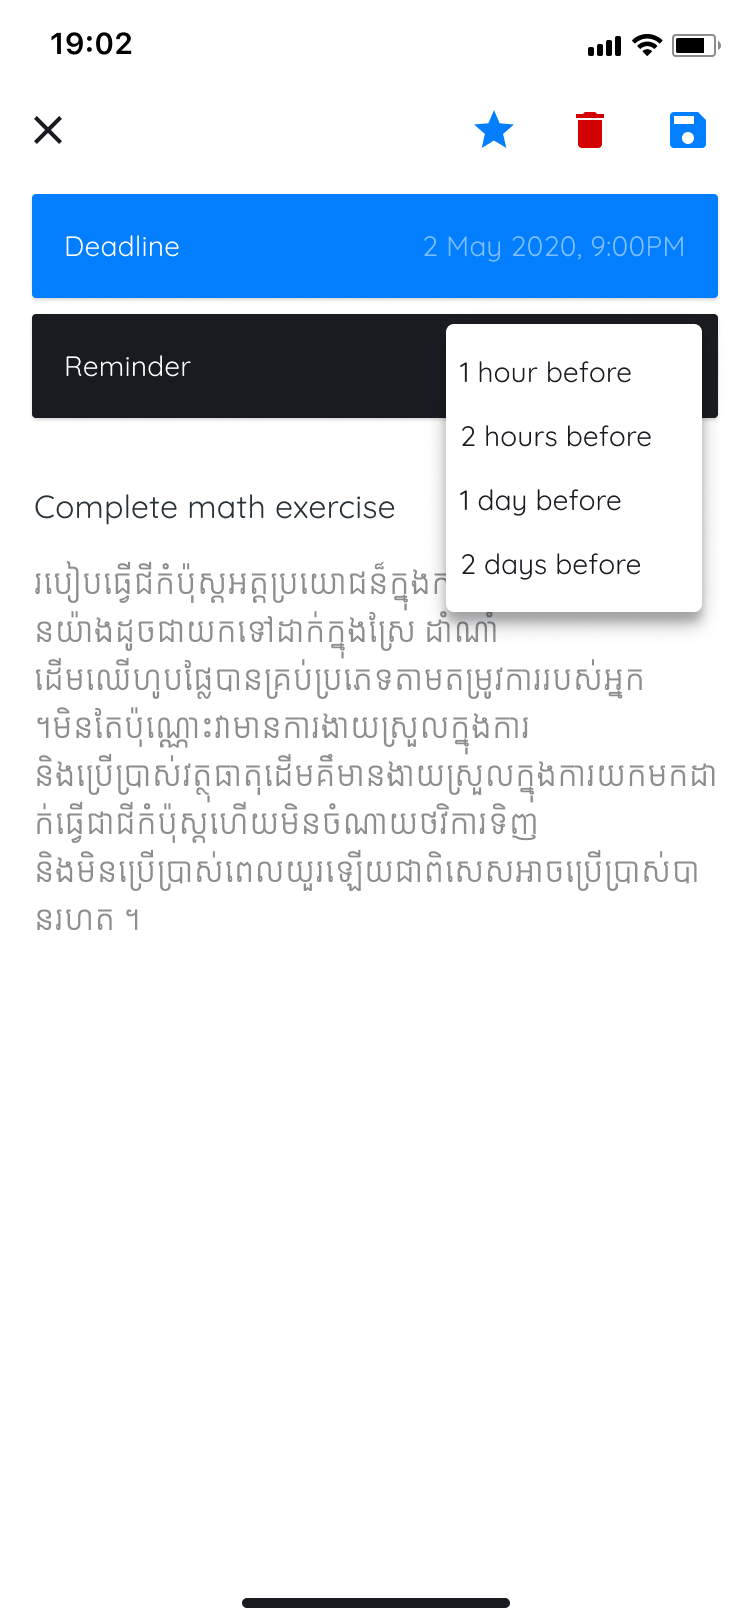 19:02
Deadline 2 May 2020, 9:00PM
Reminder
1 hour before
2 hours before
1 day before
2 days before
Complete math exercise
របៀបធ្វើជីកំប៉ុស្តអត្តប្រយោជន៏ក្នុង
នយ៉ាងដូចជាយកទៅដាក់ក្នុងស្រែ ដាំណាំ
ដើមឈើហូបផ្លែបានគ្រប់ប្រភេទតាមតម្រូវការរបស់អ្នក
។មិនតែប៉ុណ្ណោះវាមានការងាយស្រួលក្នុងការ
និងប្រើប្រាស់វត្ថុធាតុដើមគឺមានងាយស្រួលក្នុងការយកមកដា
ក់ធ្វើជាជីកំប៉ុស្តហើយមិនចំណាយថវិការទិញ
និងមិនប្រើប្រាស់ពេលយូរឡើយជាពិសេសអាចប្រើប្រាស់បា
នរហត ។